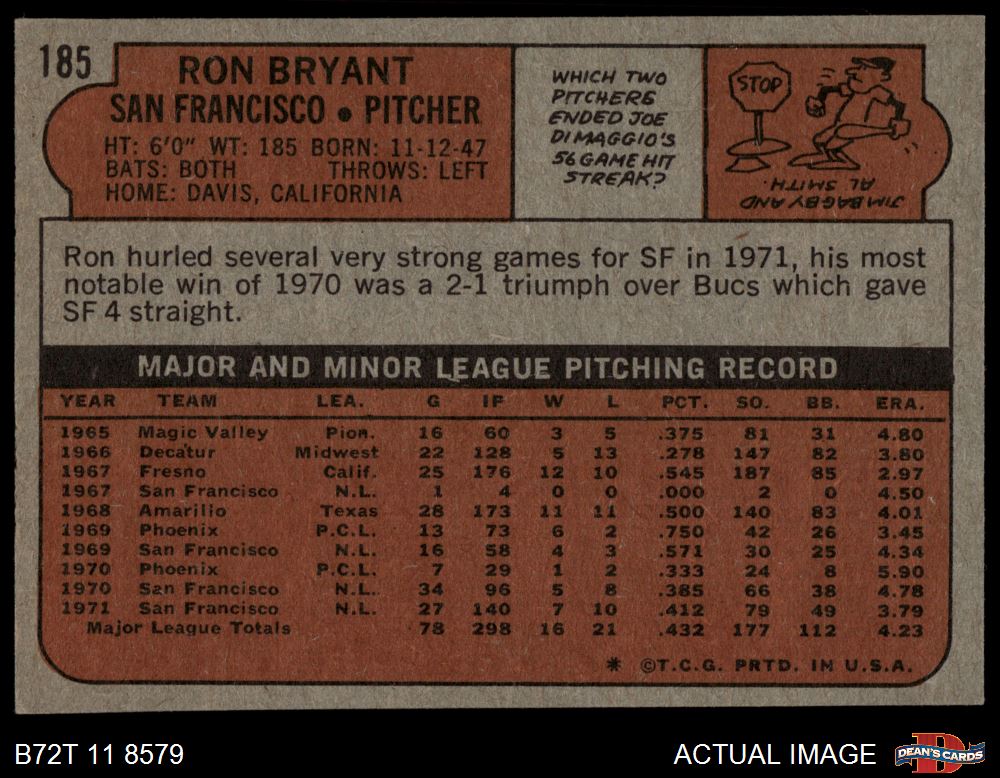 185
RON BRYANT
SAN FRANCISCO • PITCHER
HT: 6'0" WT: 185 BORN: 11-12-47
BATS: BOTH THROWS: LEFT
HOME: DAVIS, CALIFORNIA
WHICH TWO
PITCHERS
ENDED JOE
DIMAGGIO'S
56 GAME HIT
STREAK?
STOP
JIM BAGBY AND
AL SMITH.
Ron hurled several very strong games for SF in 1971, his most
notable win of 1970 was a 2-1 triumph over Bucs which gave
SF 4 straight.
MAJOR AND MINOR LEAGUE PITCHING RECORD
YEAR TEAM LEA. G IP W L PCT. SO. BB. ERA.
1965 Magic Valley Pion. 16 60 3 5 .375 81 31 4.80
1966 Decatur Midwest 22 128 5 13 .278 147 82 3.80
1967 Fresno Calif. 25 176 12 10 .545 187 85 2.97
1967 San Francisco N.L. 1 4 0 0 .000 2 0 4.50
1968 Amarillo Texas 28 173 11 11 .500 140 83 4.01
1969 Phoenix P.C.L. 13 73 6 2 .750 42 26 3.45
1969 San Francisco N.L. 16 58 4 3 .571 30 25 4.34
1970 Phoenix P.C.L. 7 29 1 2 .333 24 8 5.90
1970 San Francisco N.L. 34 96 5 8 .385 66 38 4.78
1971 San Francisco N.L. 27 140 7 10 .412 79 49 3.79
Major League Totals 78 298 16 21 .432 177 112 4.23
* ©T.C.G. PRTD. IN U.S.A.
B72T 11 8579
ACTUAL IMAGE
DEAN'S CARDS